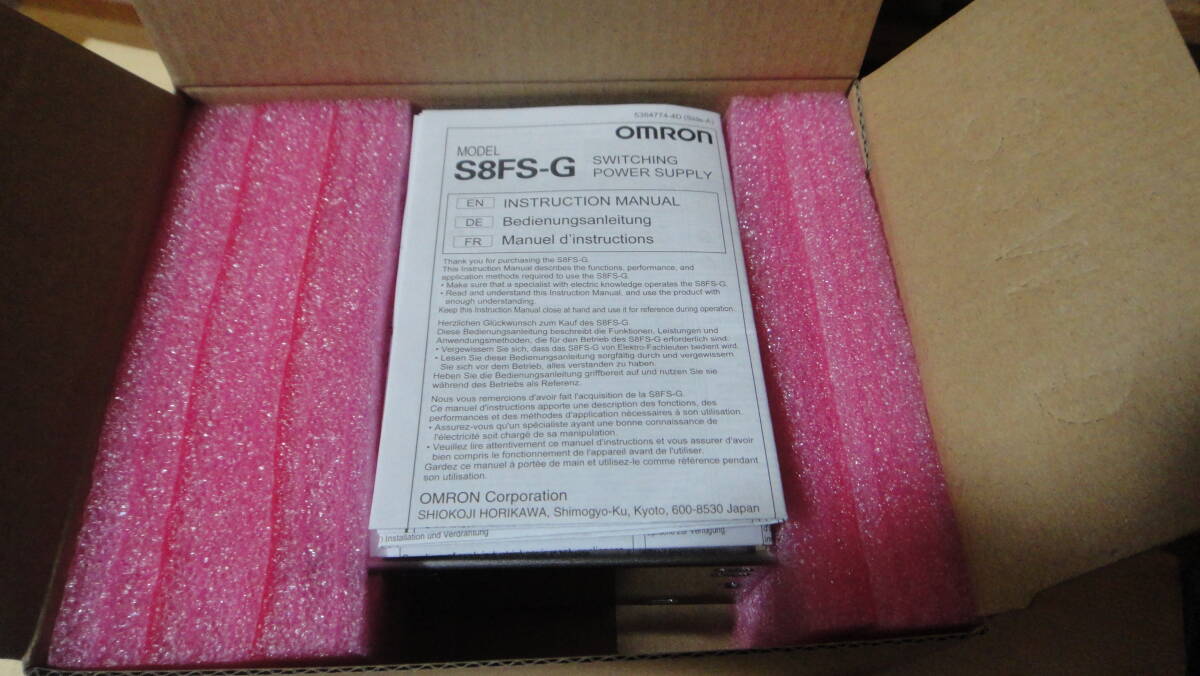 5384774-4D (Side-A)
OMRON
MODEL
S8FS-G
SWITCHING
POWER SUPPLY
EN INSTRUCTION MANUAL
DE Bedienungsanleitung
FR Manuel d'instructions
Thank you for purchasing the S8FS-G.
This Instruction Manual describes the functions, performance, and
application methods required to use the S8FS-G.
• Make sure that a specialist with electric knowledge operates the S8FS-G.
• Read and understand this Instruction Manual, and use the product with
enough understanding.
Keep this Instruction Manual close at hand and use it for reference during operation.
Herzlichen Glückwunsch zum Kauf des S8FS-G.
Diese Bedienungsanleitung beschreibt die Funktionen, Leistungen und
Anwendungsmethoden, die für den Betrieb des S8FS-G erforderlich sind.
• Vergewissern Sie sich, dass das S8FS-G von Elektro-Fachleuten bedient wird.
• Lesen Sie diese Bedienungsanleitung sorgfältig durch und vergewissern
Sie sich vor dem Betrieb, alles verstanden zu haben.
Heben Sie die Bedienungsanleitung griffbereit auf und nutzen Sie sie
während des Betriebs als Referenz.
Nous vous remercions d'avoir fait l'acquisition de la S8FS-G.
Ce manuel d'instructions apporte une description des fonctions, des
performances et des méthodes d'application nécessaires à son utilisation.
• Assurez-vous qu'un spécialiste ayant une bonne connaissance de
l'électricité soit chargé de sa manipulation.
• Veuillez lire attentivement ce manuel d'instructions et vous assurer d'avoir
bien compris le fonctionnement de l'appareil avant de l'utiliser.
Gardez ce manuel à portée de main et utilisez-le comme référence pendant
son utilisation.
OMRON Corporation
SHIOKOJI HORIKAWA, Shimogyo-Ku, Kyoto, 600-8530 Japan
) Installation und Verdrahtung
zur Verfügung